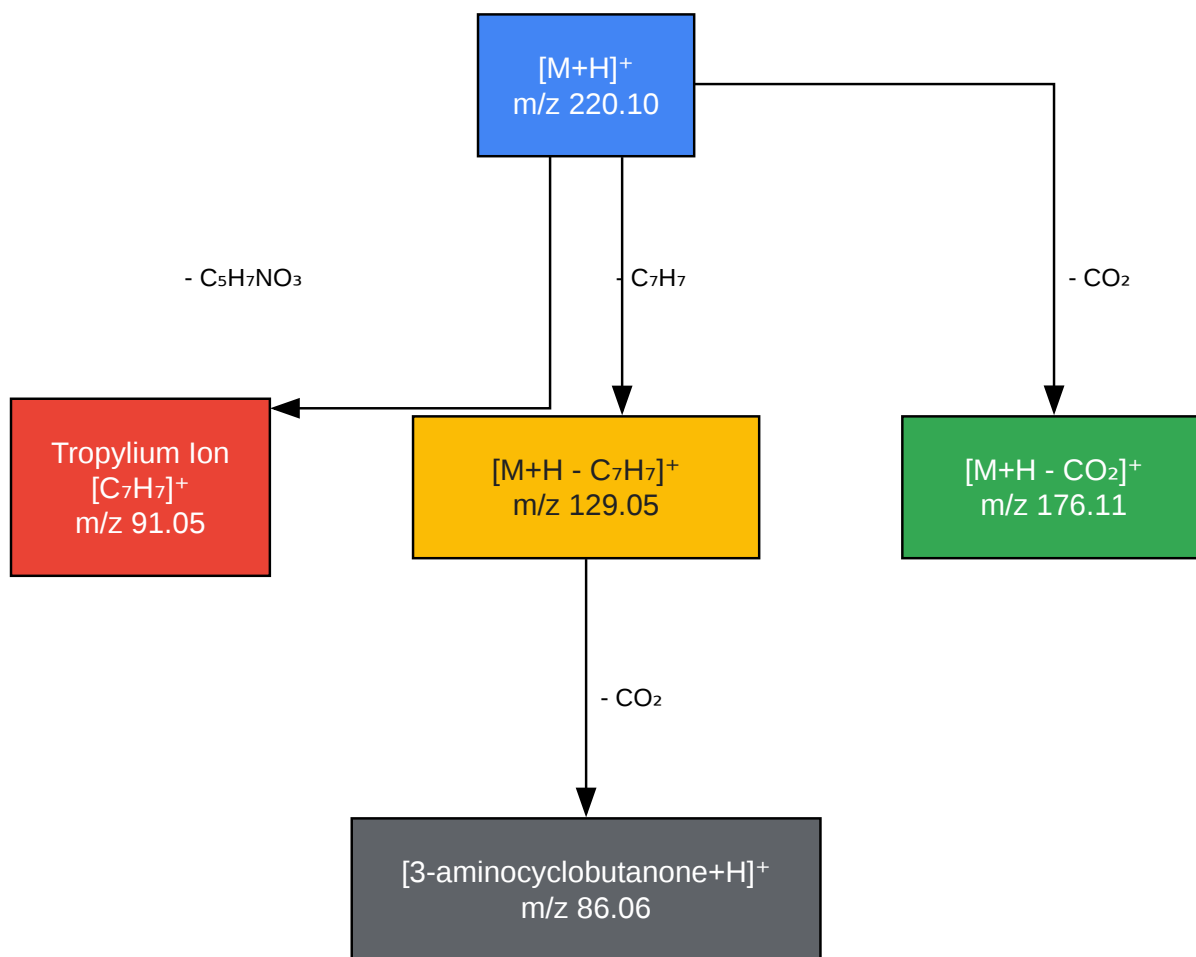 [M+H]⁺
m/z 220.10
- C₅H₇NO₃
- C₇H₇
- CO₂
Tropylium Ion
[C₇H₇]⁺
m/z 91.05
[M+H - C₇H₇]⁺
m/z 129.05
[M+H - CO₂]⁺
m/z 176.11
- CO₂
[3-aminocyclobutanone+H]⁺
m/z 86.06